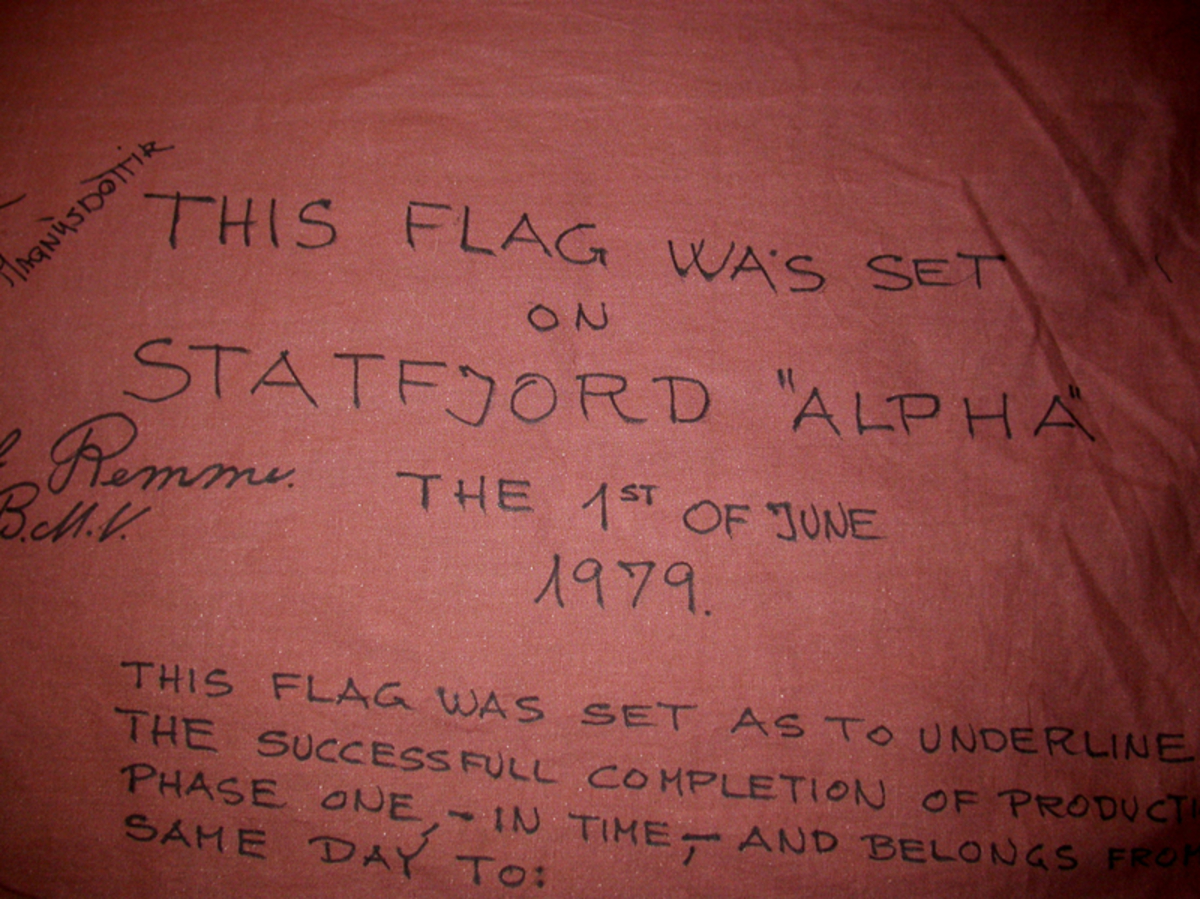 MAGNÚSDÓTTIR
THIS FLAG WAS SET
ON
STATFJORD "ALPHA"
Remme.
B.M.V.
THE 1ST OF JUNE
1979.
THIS FLAG WAS SET AS TO UNDERLINE
THE SUCCESSFULL COMPLETION OF PRODUCTI
PHASE ONE, - IN TIME, - AND BELONGS FROM
SAME DAY TO: